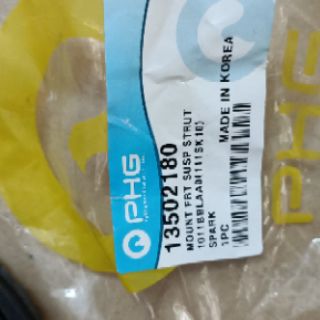 PHG
13502180
MOUNT FRT SUSP STRUT
SPARK
1PC
MADE IN KOREA
PHG